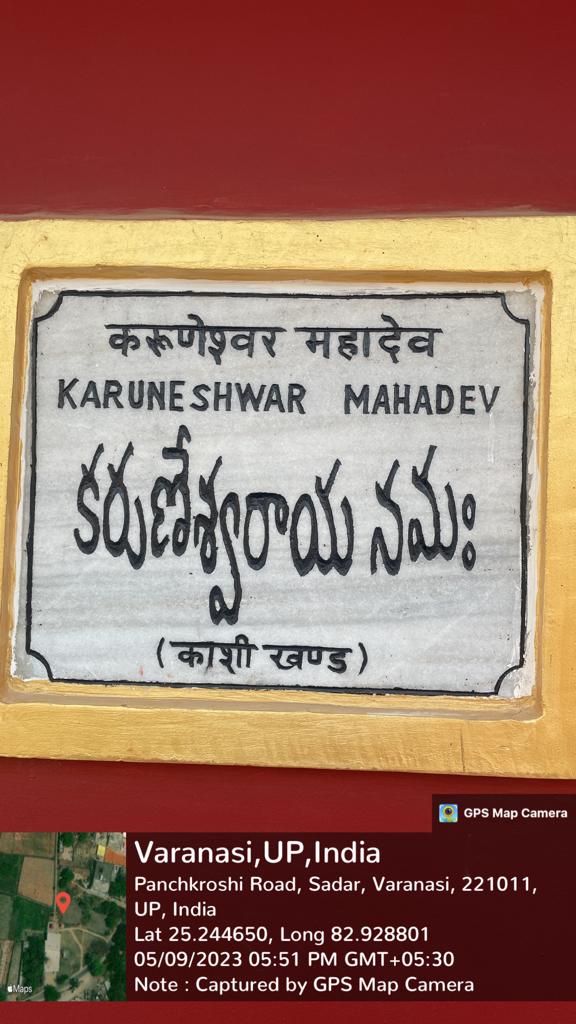 करूणेश्वर महादेव
KARUNESHWAR MAHADEV
కరుణేశ్వరాయ నమః
(काशी खण्ड)
GPS Map Camera
Varanasi,UP,India
Panchkroshi Road, Sadar, Varanasi, 221011,
UP, India
Lat 25.244650, Long 82.928801
05/09/2023 05:51 PM GMT+05:30
Note : Captured by GPS Map Camera
Maps